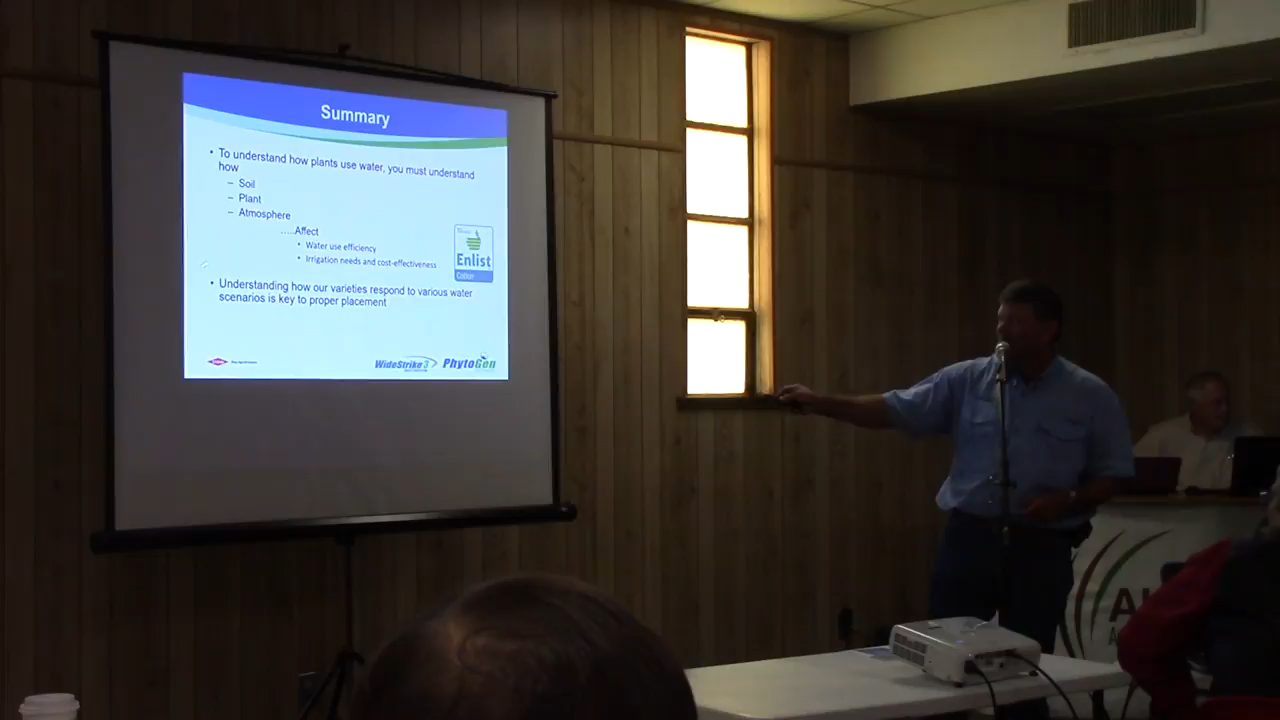 Summary
• To understand how plants use water, you must understand
how
– Soil
– Plant
– Atmosphere
.....Affect
• Water use efficiency
• Irrigation needs and cost-effectiveness
Enlist
Cotton
• Understanding how our varieties respond to various water
scenarios is key to proper placement
WideStrike 3
PhytoGen